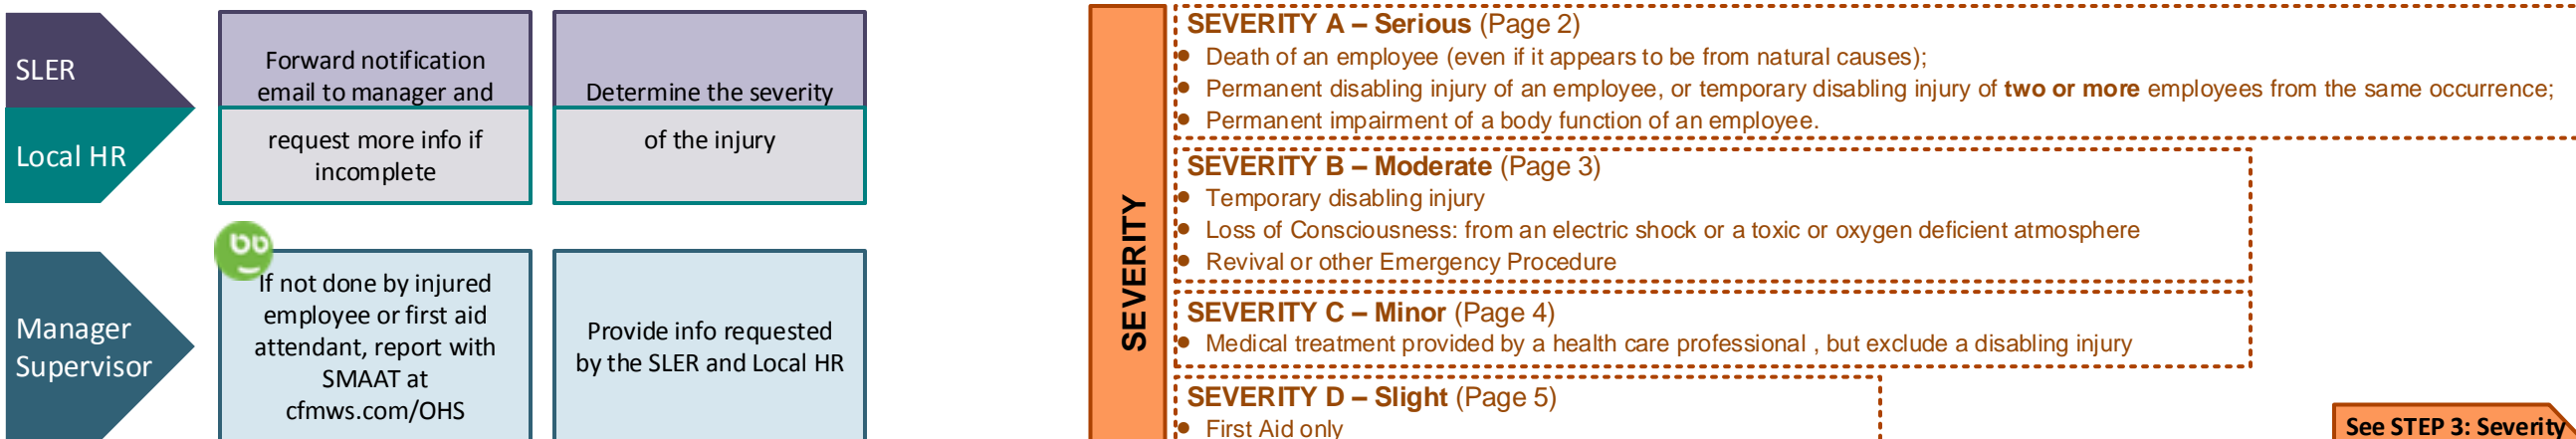 SLER
Local HR
Forward notification
email to manager and
request more info if
incomplete
Determine the severity
of the injury
Manager
Supervisor
If not done by injured
employee or first aid
attendant, report with
SMAAT at
cfmws.com/OHS
Provide info requested
by the SLER and Local HR
SEVERITY
SEVERITY A – Serious (Page 2)
• Death of an employee (even if it appears to be from natural causes);
• Permanent disabling injury of an employee, or temporary disabling injury of two or more employees from the same occurrence;
• Permanent impairment of a body function of an employee.
SEVERITY B – Moderate (Page 3)
• Temporary disabling injury
• Loss of Consciousness: from an electric shock or a toxic or oxygen deficient atmosphere
• Revival or other Emergency Procedure
SEVERITY C – Minor (Page 4)
• Medical treatment provided by a health care professional , but exclude a disabling injury
SEVERITY D – Slight (Page 5)
• First Aid only
See STEP 3: Severity